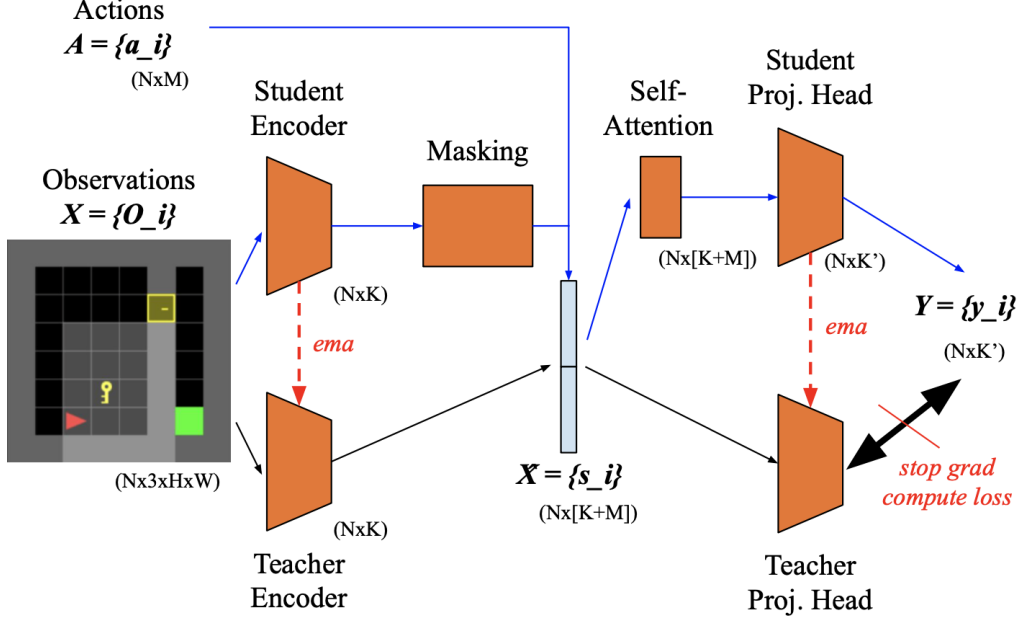 Actions
A = {a_i}
(NxM)
Student
Encoder
Masking
Self-
Attention
Student
Proj. Head
Observations
X = {O_i}
(NxK)
ema
(Nx[K+M])
(NxK’)
ema
Y = {y_i}
(NxK’)
(Nx3xHxW)
(NxK)
X̂ = {s_i}
(Nx[K+M])
stop grad
compute loss
Teacher
Encoder
Teacher
Proj. Head